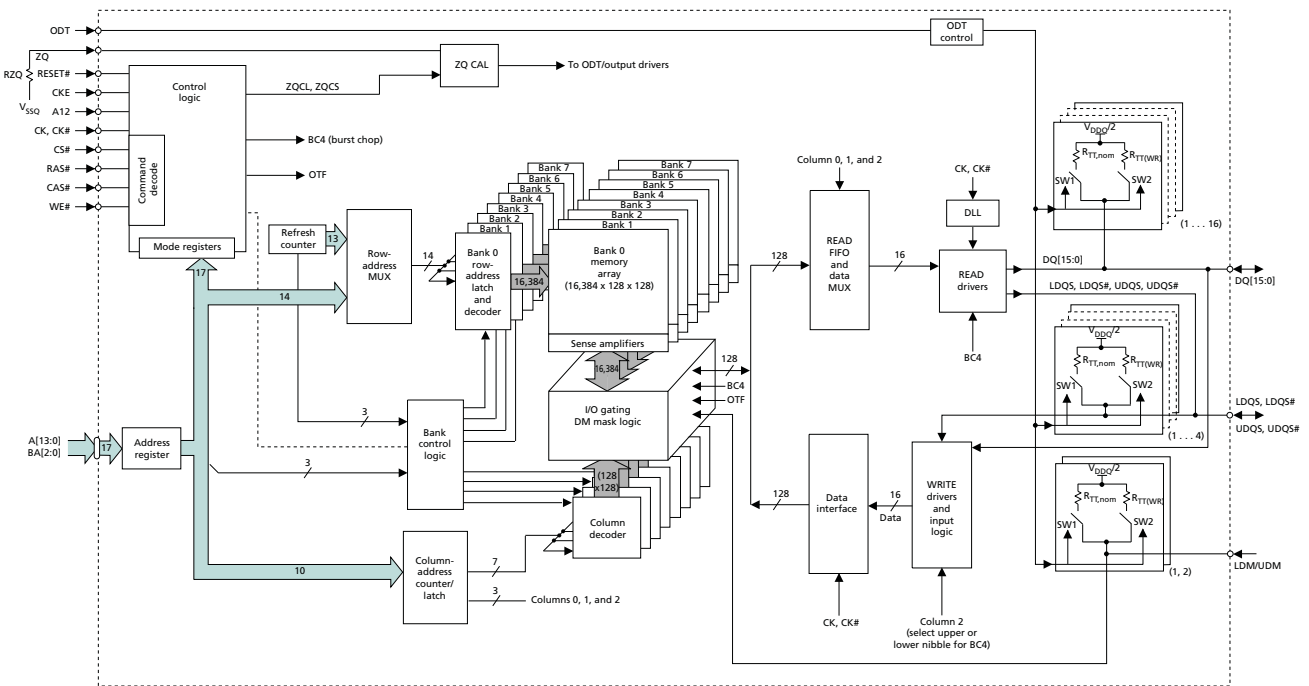 ODT
ODT
control
ZQ
RZQ
VSSQ
RESET#
CKE
A12
CK, CK#
CS#
RAS#
CAS#
WE#
Control
logic
Command
decode
Mode registers
ZQ CAL
To ODT/output drivers
ZQCL, ZQCS
BC4 (burst chop)
OTF
Refresh
counter
13
Row-
address
MUX
14
17
14
Bank 7
Bank 6
Bank 5
Bank 4
Bank 3
Bank 2
Bank 1
Bank 0
row-
address
latch
and
decoder
16,384
Bank 7
Bank 6
Bank 5
Bank 4
Bank 3
Bank 2
Bank 1
Bank 0
memory
array
(16,384 x 128 x 128)
Sense amplifiers
16,384
I/O gating
DM mask logic
128
BC4
OTF
(128
x128)
Column
decoder
A[13:0]
BA[2:0]
17
Address
register
3
3
Bank
control
logic
10
Column-
address
counter/
latch
7
3
Columns 0, 1, and 2
Column 0, 1, and 2
128
READ
FIFO
and
data
MUX
16
CK, CK#
DLL
READ
drivers
BC4
DQ[15:0]
LDQS, LDQS#, UDQS, UDQS#
128
Data
interface
16
Data
WRITE
drivers
and
input
logic
CK, CK#
Column 2
(select upper or
lower nibble for BC4)
VDDQ/2
RTT,nom
RTT(WR)
SW1
SW2
(1 . . . 16)
DQ[15:0]
VDDQ/2
RTT,nom
RTT(WR)
SW1
SW2
(1 . . . 4)
LDQS, LDQS#
UDQS, UDQS#
VDDQ/2
RTT,nom
RTT(WR)
SW1
SW2
(1, 2)
LDM/UDM